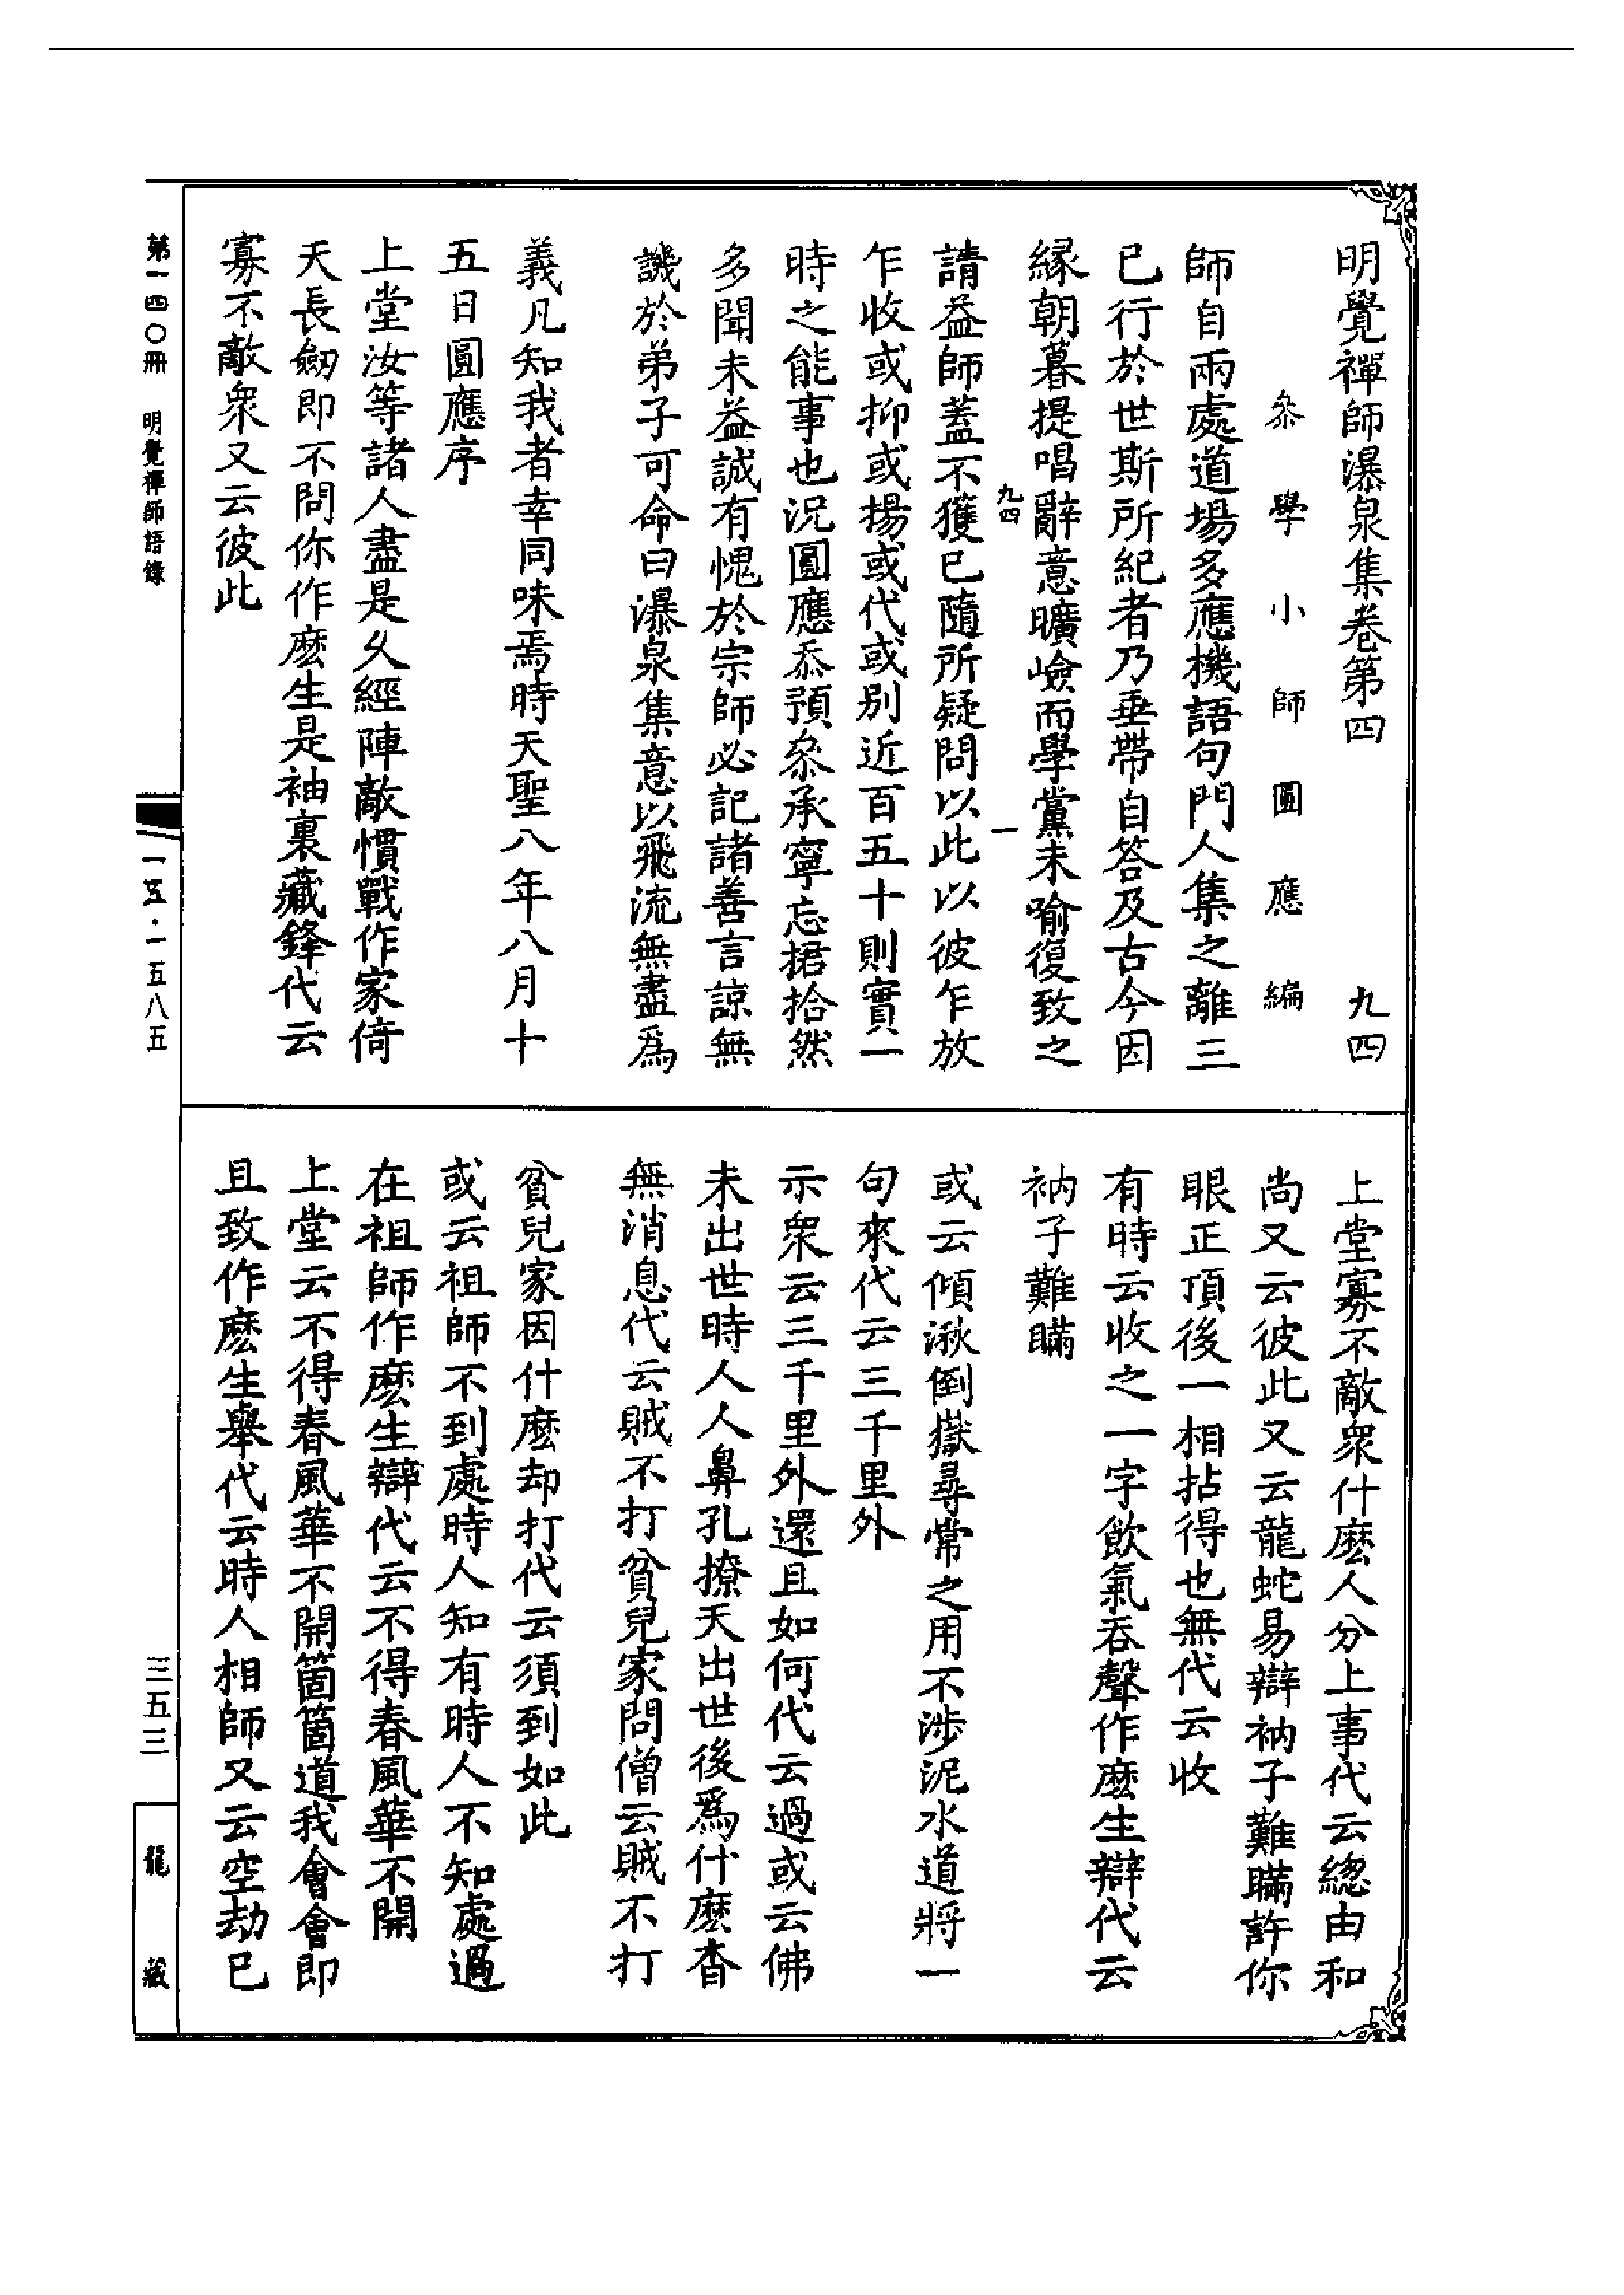 明覺禪師瀑泉集卷第四 九四
叅學小師圓應編
師自兩處道場多應機語句門人集之離三
已行於世斯所紀者乃垂帶自答及古今因
緣朝暮提唱辭意曠嶮而學黨未喻復致之
九四 一
請益師蓋不獲已隨所疑問以此以彼乍放
乍收或抑或揚或代或別近百五十則實一
時之能事也況圓應忝預叅承寧忘捃拾然
多聞未益誠有愧於宗師必記諸善言諒無
譏於弟子可命曰瀑泉集意以飛流無盡爲
義凡知我者幸同味焉時天聖八年八月十
五日圓應序
上堂汝等諸人盡是久經陣敵慣戰作家倚
天長劒即不問你作麽生是袖裏藏鋒代云
寡不敵衆又云彼此
上堂寡不敵衆什麽人分上事代云總由和
尚又云彼此又云龍蛇易辯衲子難瞞許你
眼正頂後一相拈得也無代云收
有時云收之一字飲氣吞聲作麽生辯代云
衲子難瞞
或云傾湫倒嶽尋常之用不涉泥水道將一
句來代云三千里外
示衆云三千里外還且如何代云過或云佛
未出世時人人鼻孔撩天出世後爲什麽杳
無消息代云賊不打貧兒家問僧云賊不打
貧兒家因什麽却打代云須到如此
或云祖師不到處時人知有時人不知處過
在祖師作麽生辯代云不得春風華不開
上堂云不得春風華不開箇箇道我會會即
且致作麽生舉代云時人相師又云空劫已
第一四〇冊 明覺禪師語錄
一五·一五八五
三五三
龍藏